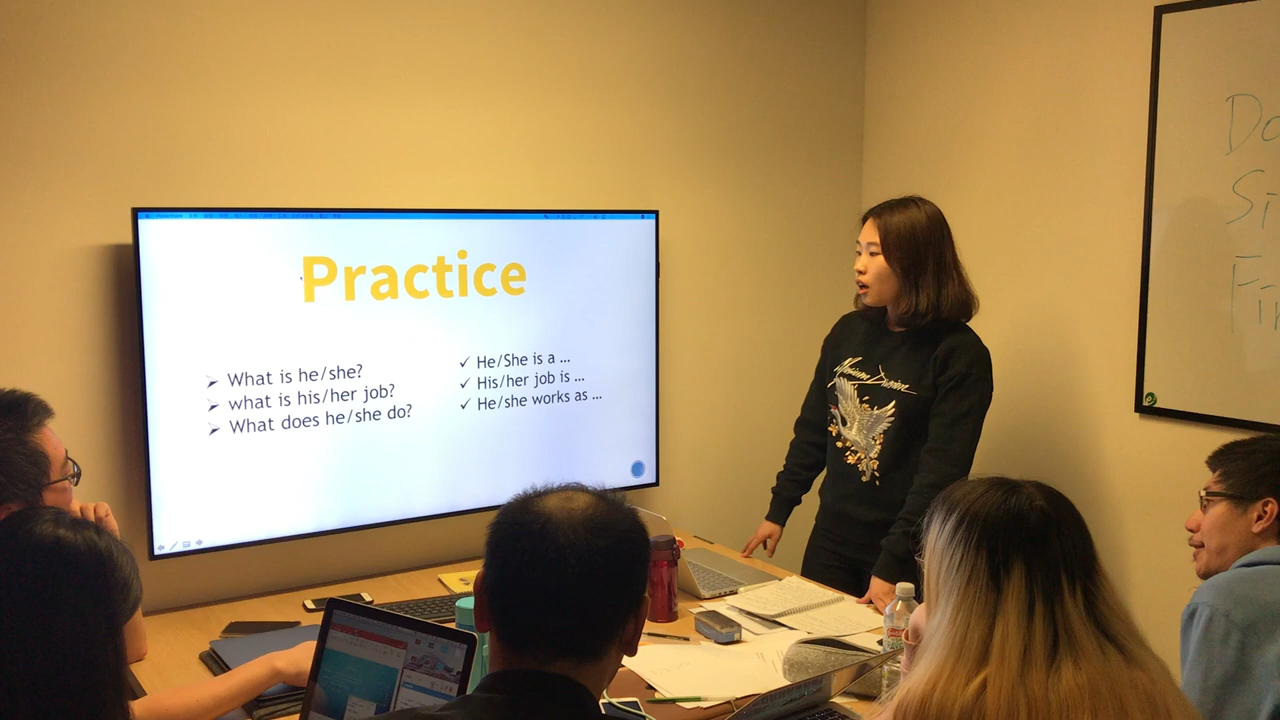 Practice
What is he/she?
what is his/her job?
What does he/she do?
He/She is a ...
His/her job is ...
He/she works as ...